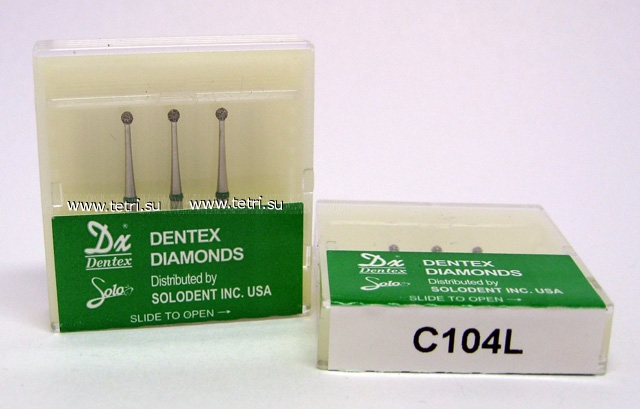 www.tetri.su www.tetri.su
Dx®
Dentex
Solo
DENTEX
DIAMONDS
Distributed by
SOLODENT INC. USA
SLIDE TO OPEN →
Dx
Dentex
Solo
DENTEX
DIAMONDS
Distributed by
SOLODENT INC. USA
SLIDE TO OPEN →
C104L